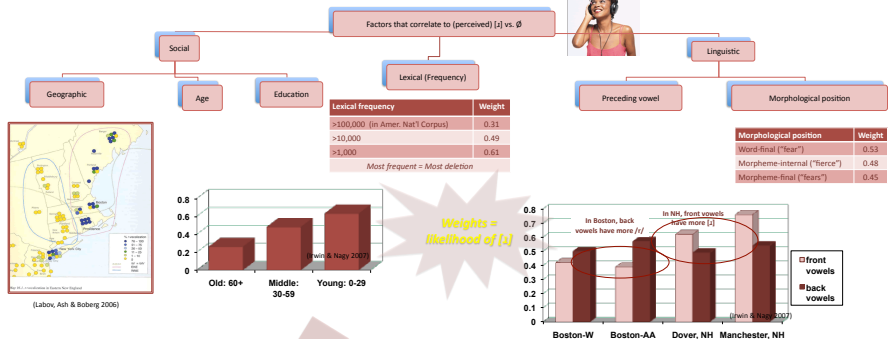 Factors that correlate to (perceived) [ɹ] vs. Ø
Social
Linguistic
Lexical (Frequency)
Geographic
Age
Education
Preceding vowel
Morphological position
Lexical frequency Weight
>100,000 (in Amer. Nat'l Corpus) 0.31
>10,000 0.49
>1,000 0.61
Most frequent = Most deletion
Morphological position Weight
Word-final ("fear") 0.53
Morpheme-internal ("fierce") 0.48
Morpheme-final ("fears") 0.45
(Labov, Ash & Boberg 2006)
0.8
0.6
0.4
0.2
0
(Irwin & Nagy 2007)
Old: 60+
Middle:
30-59
Young: 0-29
Weights =
likelihood of [ɹ]
0.8
0.7
0.6
0.5
0.4
0.3
0.2
0.1
0
In Boston, back
vowels have more /r/
In NH, front vowels
have more [ɹ]
front
vowels
back
vowels
(Irwin & Nagy 2007)
Boston-W
Boston-AA
Dover, NH
Manchester, NH